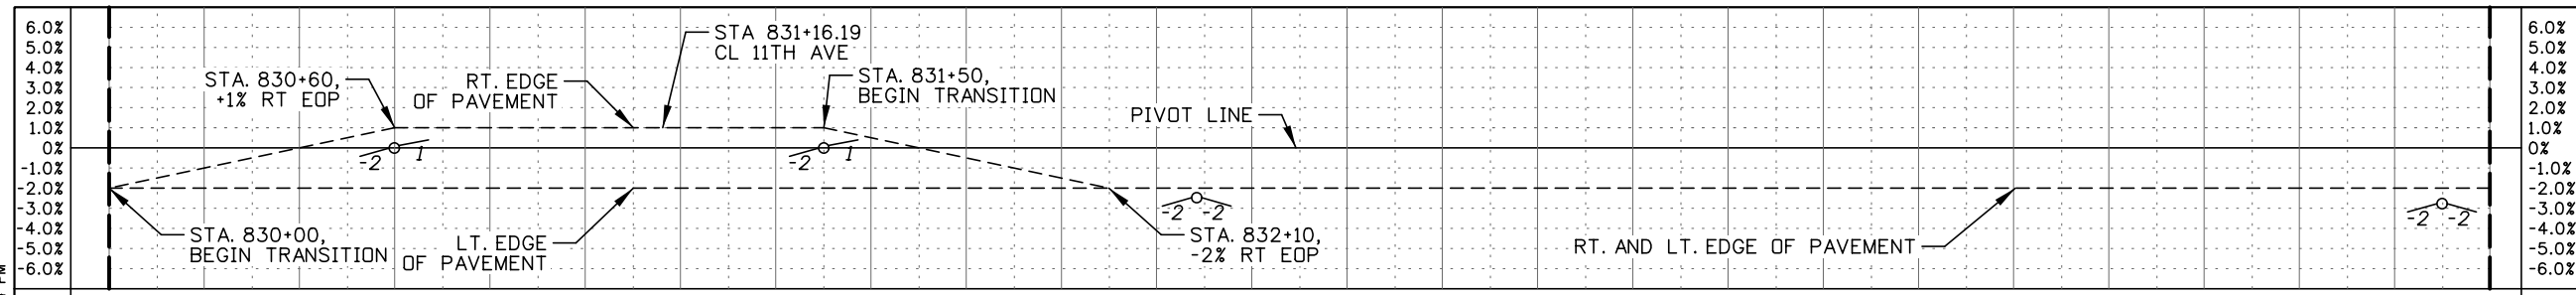 6.0%
5.0%
4.0%
3.0%
2.0%
1.0%
0%
-1.0%
-2.0%
-3.0%
-4.0%
-5.0%
-6.0%
STA. 830+60,
+1% RT EOP
RT. EDGE
OF PAVEMENT
STA 831+16.19
CL 11TH AVE
STA. 831+50,
BEGIN TRANSITION
PIVOT LINE
-2 1
-2 1
STA. 830+00,
BEGIN TRANSITION
LT. EDGE
OF PAVEMENT
-2 -2
STA. 832+10,
-2% RT EOP
RT. AND LT. EDGE OF PAVEMENT
-2 -2
6.0%
5.0%
4.0%
3.0%
2.0%
1.0%
0%
-1.0%
-2.0%
-3.0%
-4.0%
-5.0%
-6.0%
PM